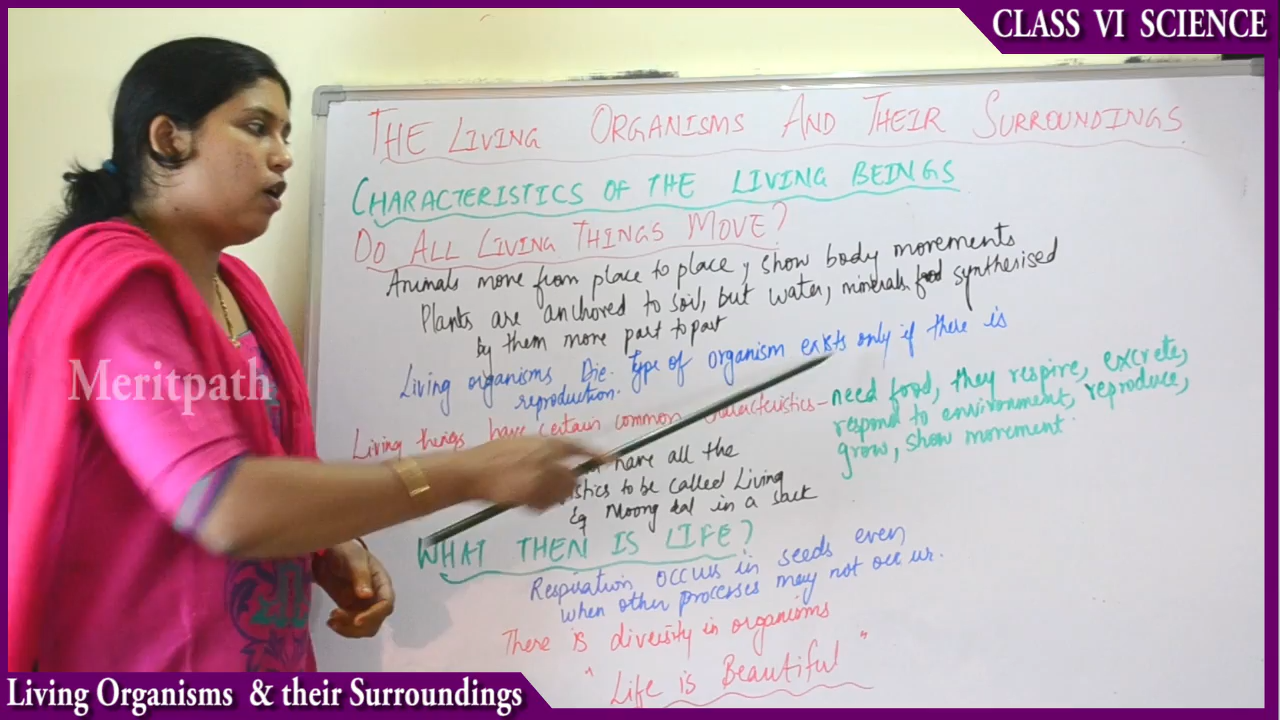 CLASS VI SCIENCE
THE LIVING ORGANISMS AND THEIR SURROUNDINGS
CHARACTERISTICS OF THE LIVING BEINGS
DO ALL LIVING THINGS MOVE?
Animals move from place to place, show body movements
Plants are anchored to soil, but water, minerals, food synthesised
by them move part to part
Living organisms Die. Type of organism exists only if there is
reproduction.
Living things have certain common characteristics - need food, they respire, excrete,
respond to environment, reproduce,
grow, show movement.
have all the
istics to be called Living
Eg Moong dal in a sack
WHAT THEN IS LIFE?
Respiration occurs in seeds even
when other processes may not occur.
There is diversity in organisms
"Life is Beautiful"
Meritpath
Living Organisms & their Surroundings